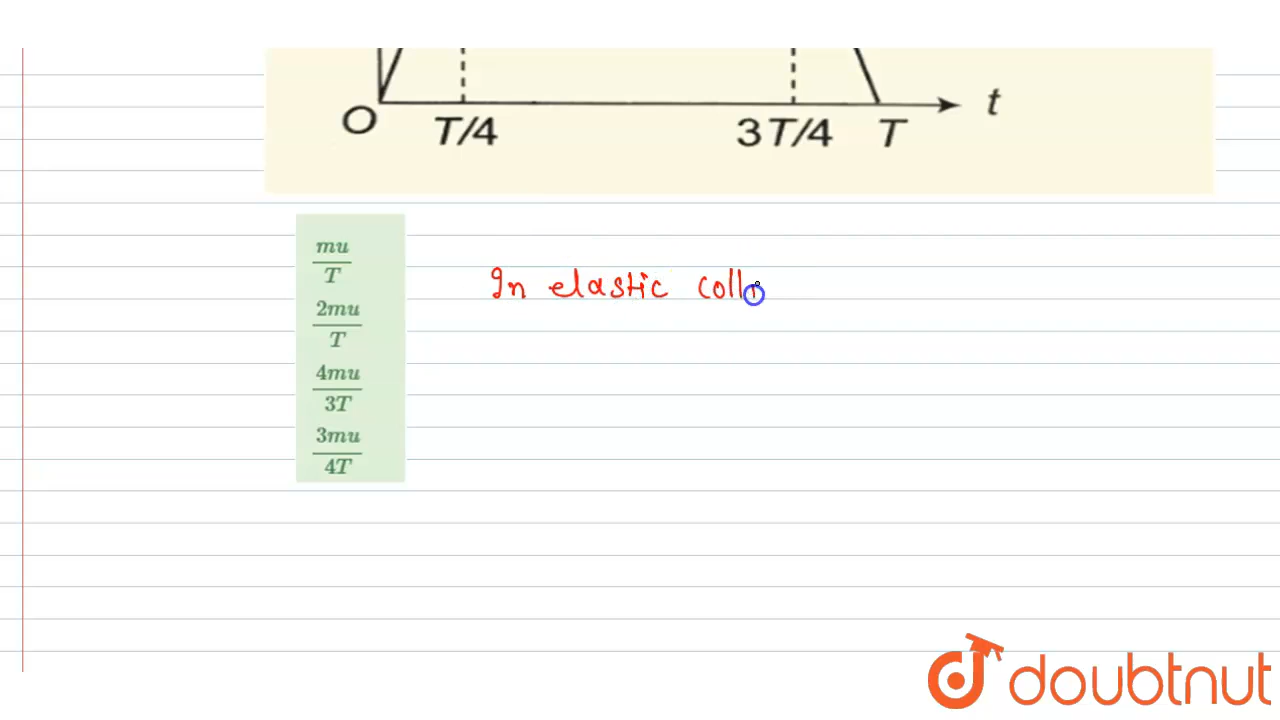 t
O T/4 3T/4 T
mu/T
2mu/T
In elastic coll
4mu/3T
3mu/4T
doubtnut